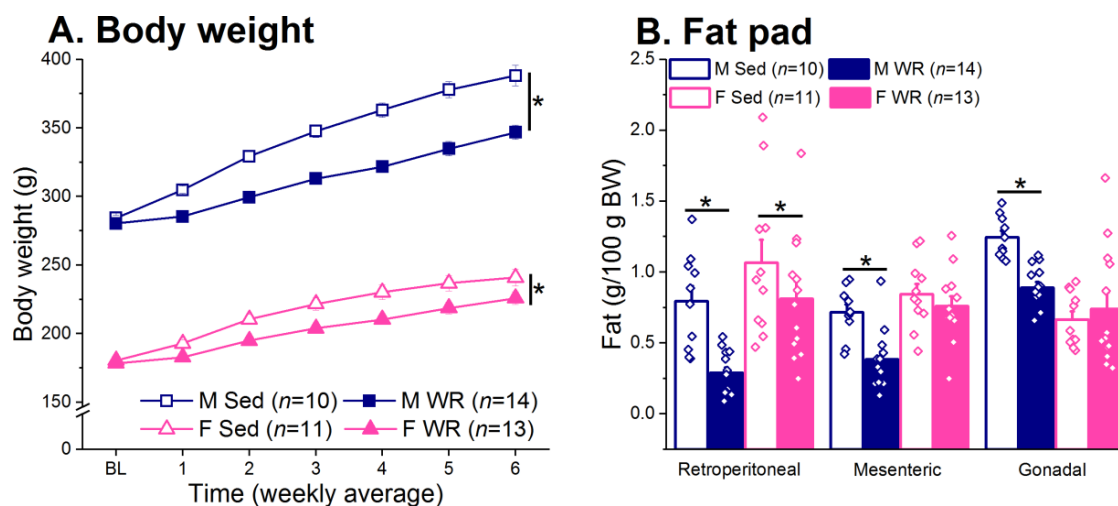 A. Body weight
400
350
300
250
200
150
0
Body weight (g)
*
*
M Sed (n=10) M WR (n=14)
F Sed (n=11) F WR (n=13)
BL 1 2 3 4 5 6
Time (weekly average)
B. Fat pad
M Sed (n=10) M WR (n=14)
F Sed (n=11) F WR (n=13)
2.5
2.0
1.5
1.0
0.5
0.0
Fat (g/100 g BW)
*
*
*
*
Retroperitoneal Mesenteric Gonadal